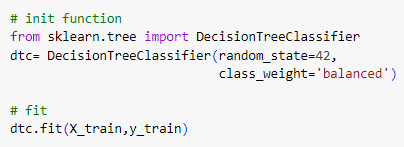 # init function
from sklearn.tree import DecisionTreeClassifier
dtc= DecisionTreeClassifier(random_state=42,
                            class_weight='balanced')
# fit
dtc.fit(X_train,y_train)